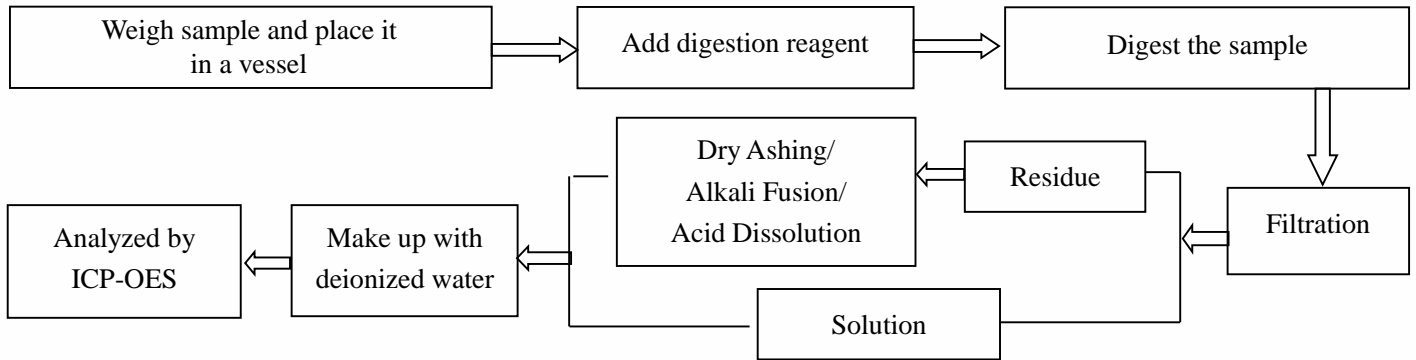 Weigh sample and place it
in a vessel
Add digestion reagent
Digest the sample
Filtration
Residue
Dry Ashing/
Alkali Fusion/
Acid Dissolution
Solution
Make up with
deionized water
Analyzed by
ICP-OES